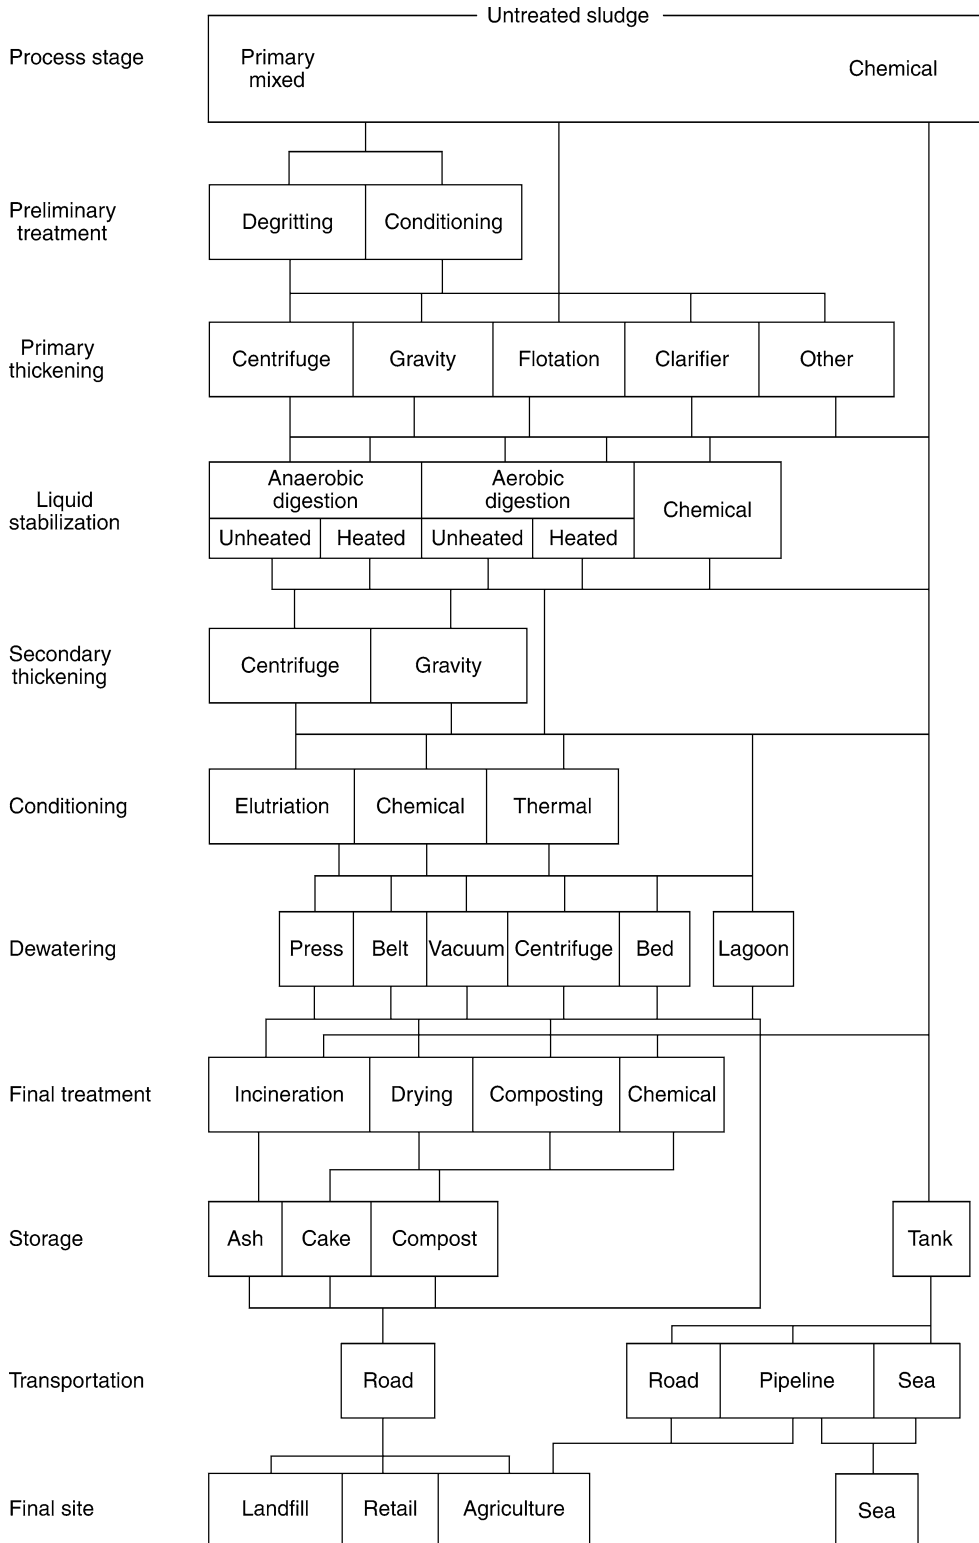 Untreated sludge
Process stage
Primary
mixed
Chemical
Preliminary
treatment
Degritting
Conditioning
Primary
thickening
Centrifuge
Gravity
Flotation
Clarifier
Other
Liquid
stabilization
Anaerobic
digestion
Aerobic
digestion
Chemical
Unheated
Heated
Unheated
Heated
Secondary
thickening
Centrifuge
Gravity
Conditioning
Elutriation
Chemical
Thermal
Dewatering
Press
Belt
Vacuum
Centrifuge
Bed
Lagoon
Final treatment
Incineration
Drying
Composting
Chemical
Storage
Ash
Cake
Compost
Tank
Transportation
Road
Road
Pipeline
Sea
Final site
Landfill
Retail
Agriculture
Sea